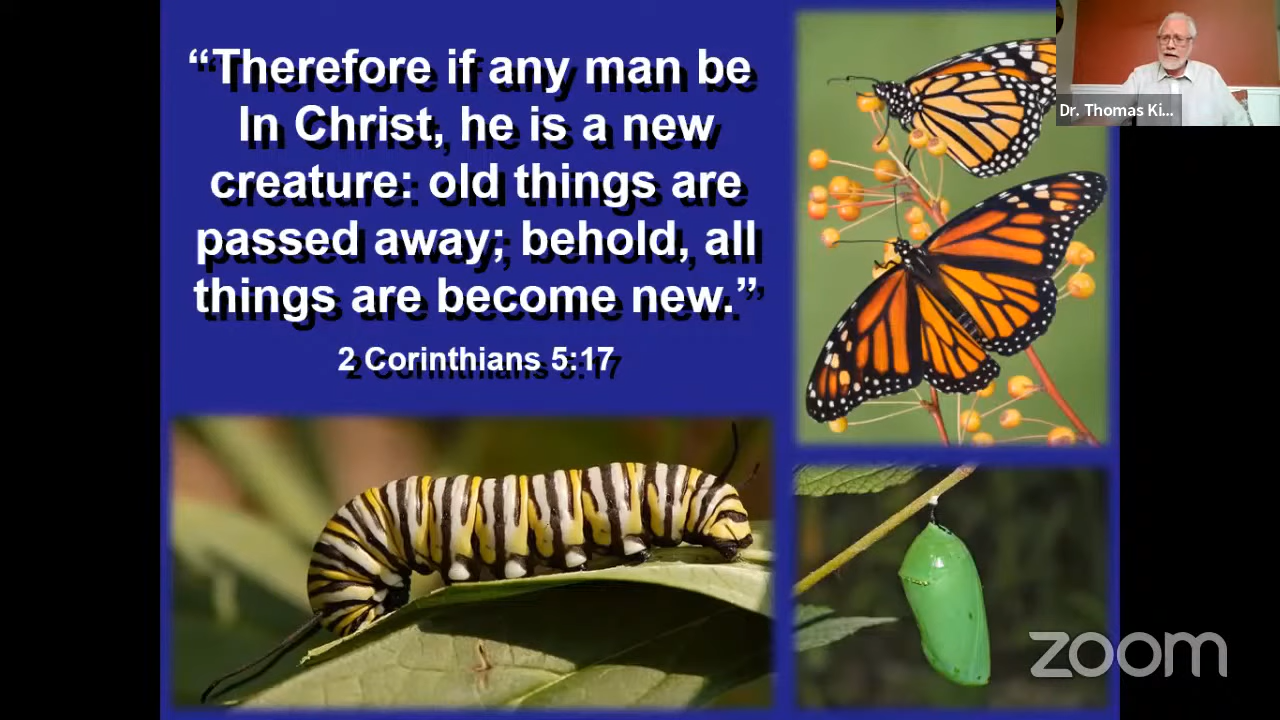 “Therefore if any man be
In Christ, he is a new
creature: old things are
passed away; behold, all
things are become new.”
2 Corinthians 5:17
Dr. Thomas Ki...
zoom